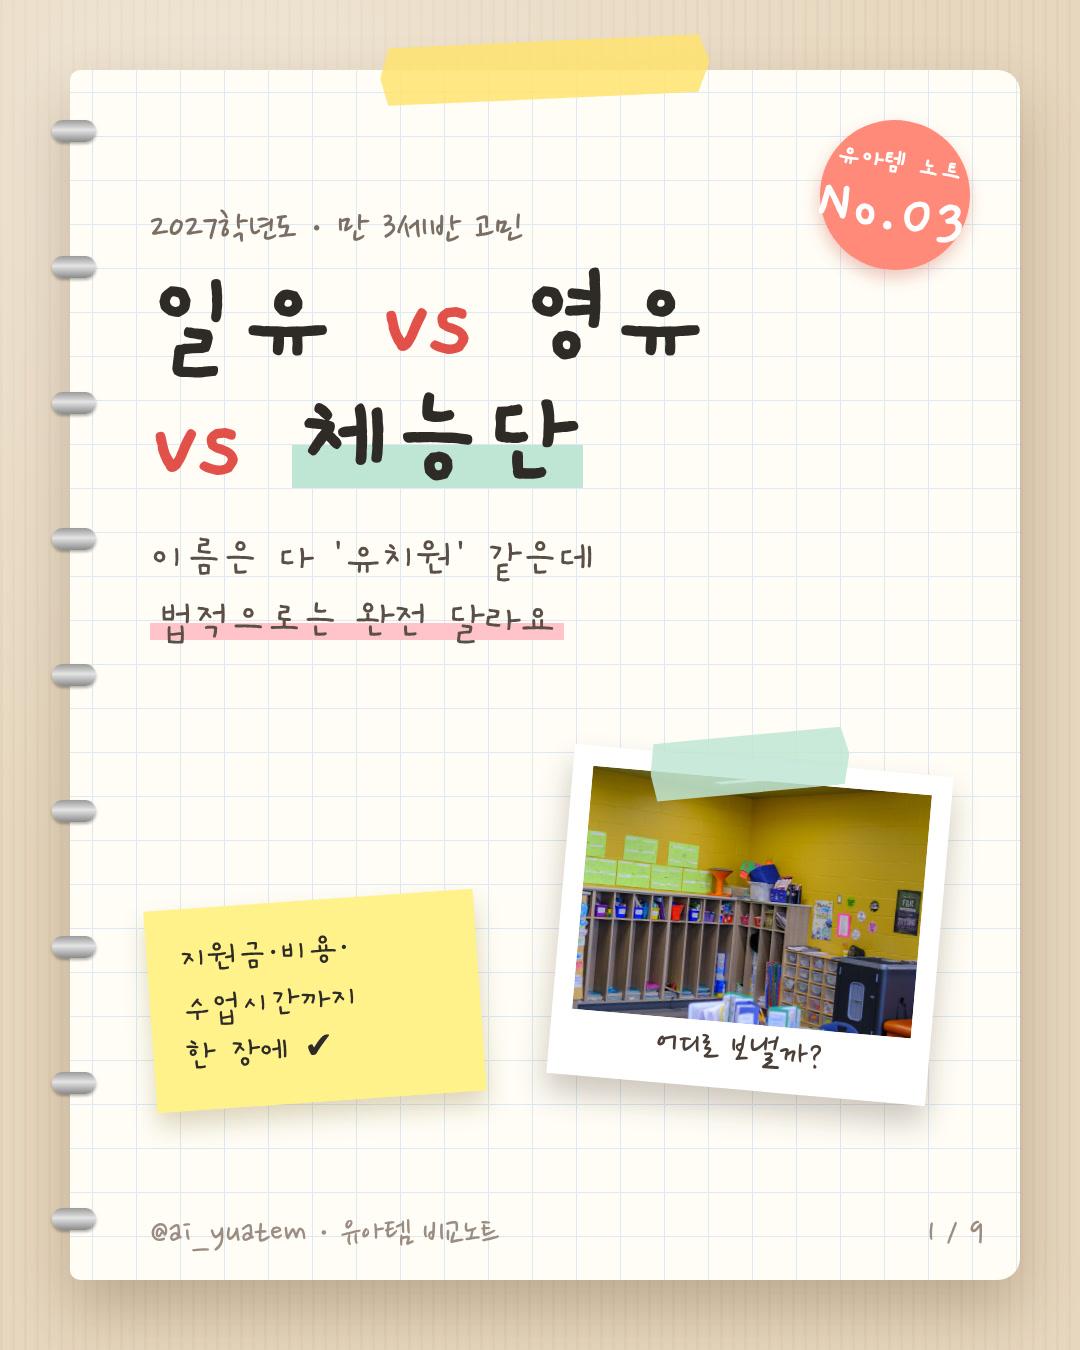 유아템 노트
No.03
2027학년도 · 만 3세반 고민
일유 vs 영유
vs 체능단
이름은 다 '유치원' 같은데
법적으로는 완전 달라요
지원금·비용·
수업시간까지
한 장에 ✔
어디로 보낼까?
@ai_yuatem · 유아템 비교노트
1 / 9